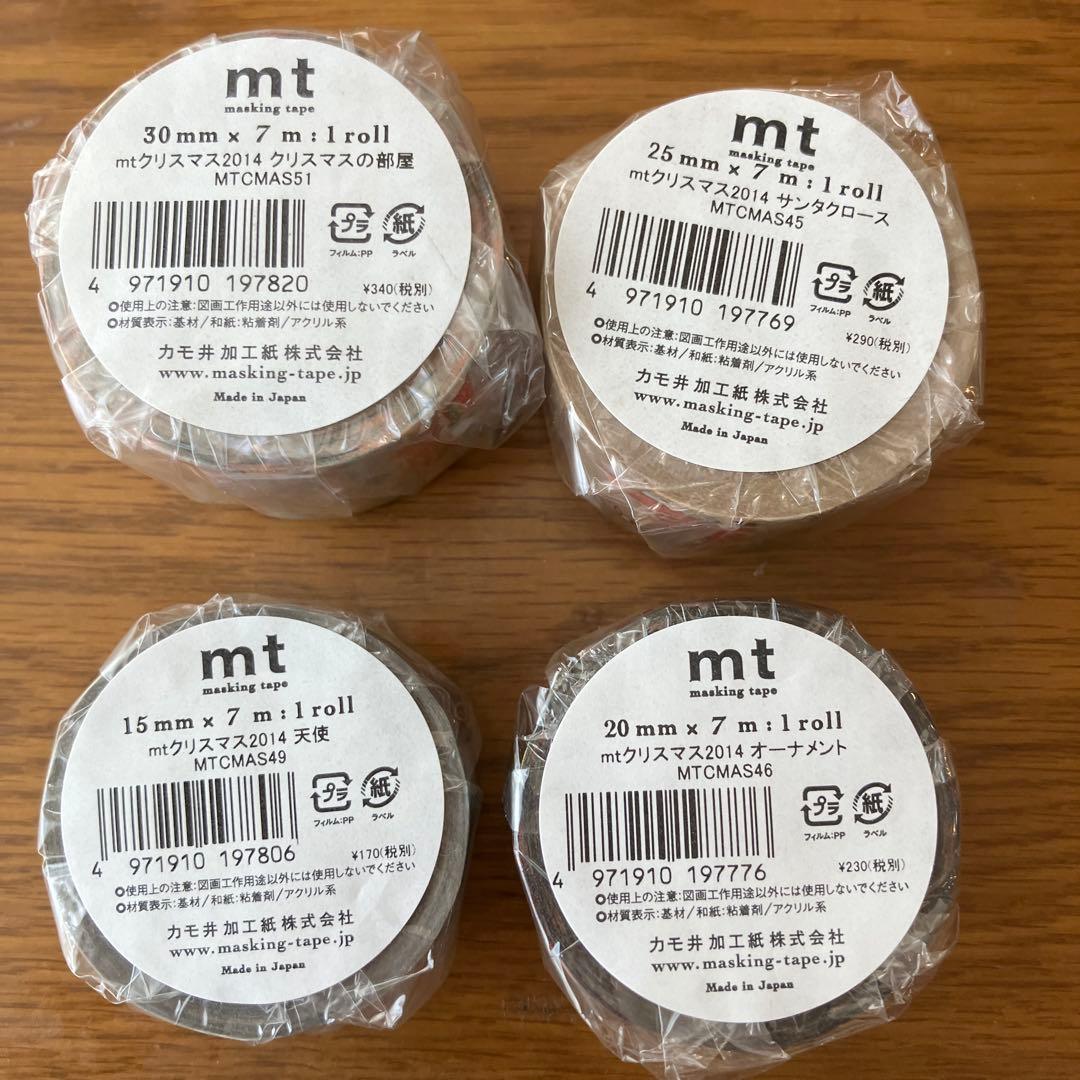 mt
masking tape
30mm × 7 m : 1 roll
mtクリスマス2014 クリスマスの部屋
MTCMAS51
プラ
フィルム:PP
紙
ラベル
4 971910 197820
¥340(税別)
◎使用上の注意:図画工作用途以外には使用しないでください
◎材質表示:基材/和紙:粘着剤/アクリル系
カモ井加工紙株式会社
www.masking-tape.jp
Made in Japan
mt
masking tape
25mm × 7 m : 1 roll
mtクリスマス2014 サンタクロース
MTCMAS45
プラ
フィルム:PP
紙
ラベル
4 971910 197769
¥290(税別)
◎使用上の注意:図画工作用途以外には使用しないでください
◎材質表示:基材/和紙:粘着剤/アクリル系
カモ井加工紙株式会社
www.masking-tape.jp
Made in Japan
mt
masking tape
15mm × 7 m : 1 roll
mtクリスマス2014 天使
MTCMAS49
プラ
フィルム:PP
紙
ラベル
4 971910 197806
¥170(税別)
◎使用上の注意:図画工作用途以外には使用しないでください
◎材質表示:基材/和紙:粘着剤/アクリル系
カモ井加工紙株式会社
www.masking-tape.jp
Made in Japan
mt
masking tape
20mm × 7 m : 1 roll
mtクリスマス2014 オーナメント
MTCMAS46
プラ
フィルム:PP
紙
ラベル
4 971910 197776
¥230(税別)
◎使用上の注意:図画工作用途以外には使用しないでください
◎材質表示:基材/和紙:粘着剤/アクリル系
カモ井加工紙株式会社
www.masking-tape.jp
Made in Japan